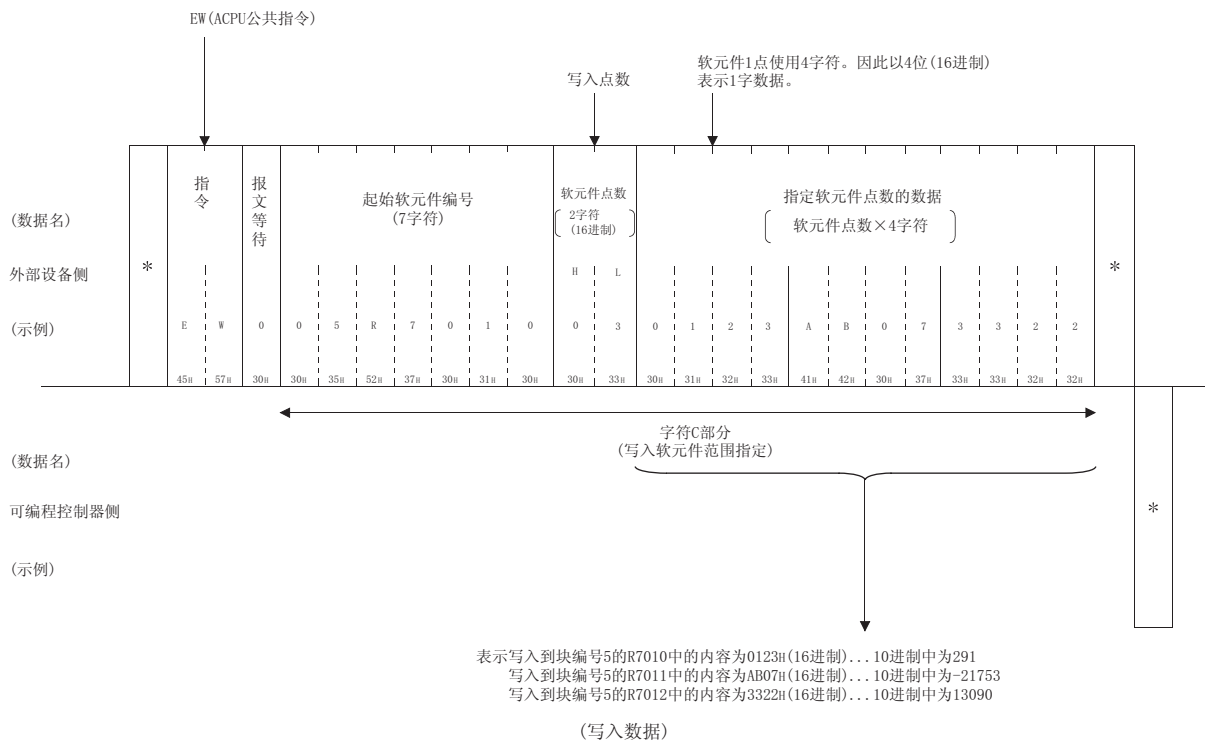 EW(ACPU公共指令)
写入点数
软元件1点使用4字符。因此以4位(16进制)
表示1字数据。
(数据名)
外部设备侧
(示例)
*
指令
报文等待
起始软元件编号
(7字符)
软元件点数
2字符
(16进制)
指定软元件点数的数据
软元件点数×4字符
*
H L
E W 0 0 5 R 7 0 1 0 0 3 0 1 2 3 A B 0 7 3 3 2 2
45H 57H 30H 30H 35H 52H 37H 30H 31H 30H 30H 33H 30H 31H 32H 33H 41H 42H 30H 37H 33H 33H 32H 32H
字符C部分
(写入软元件范围指定)
(数据名)
可编程控制器侧
(示例)
*
表示写入到块编号5的R7010中的内容为0123H(16进制)...10进制中为291
写入到块编号5的R7011中的内容为AB07H(16进制)...10进制中为-21753
写入到块编号5的R7012中的内容为3322H(16进制)...10进制中为13090
(写入数据)